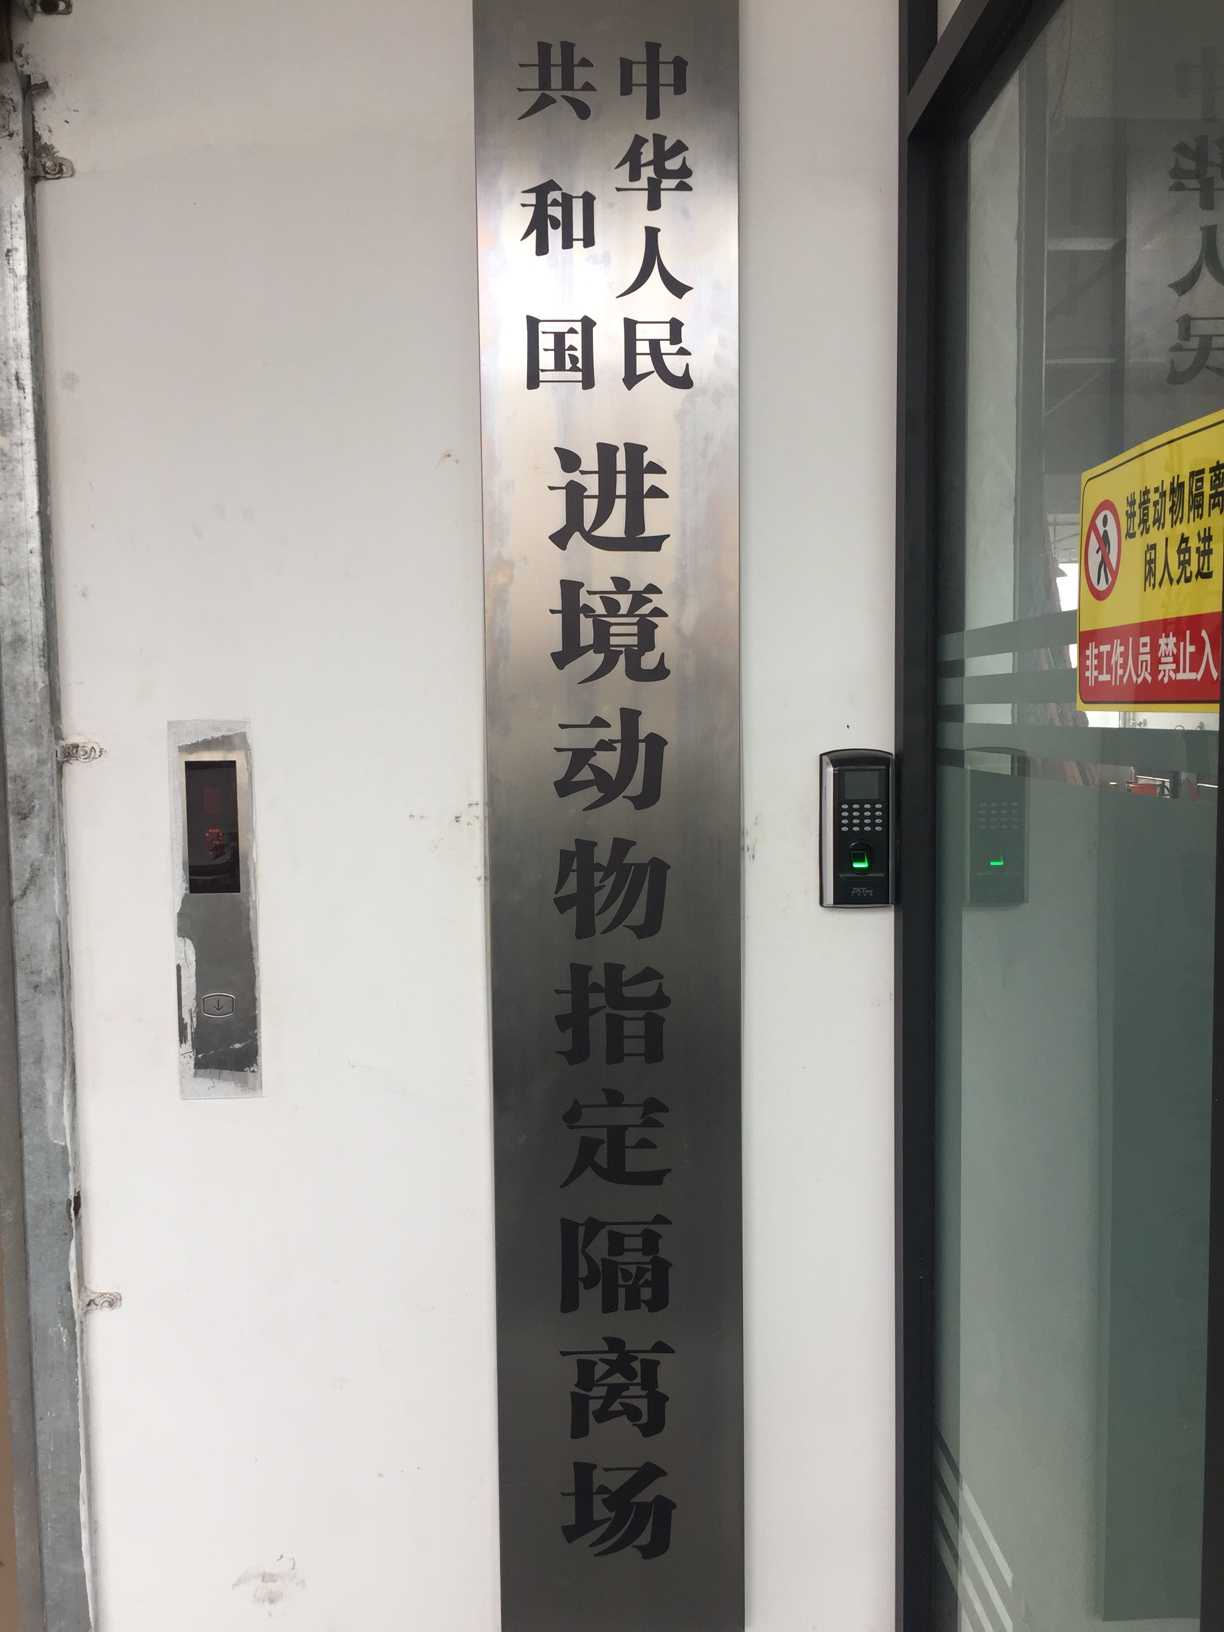 中华人民
共和国
进境动物指定隔离场
进境动物隔离
闲人免进
非工作人员 禁止入